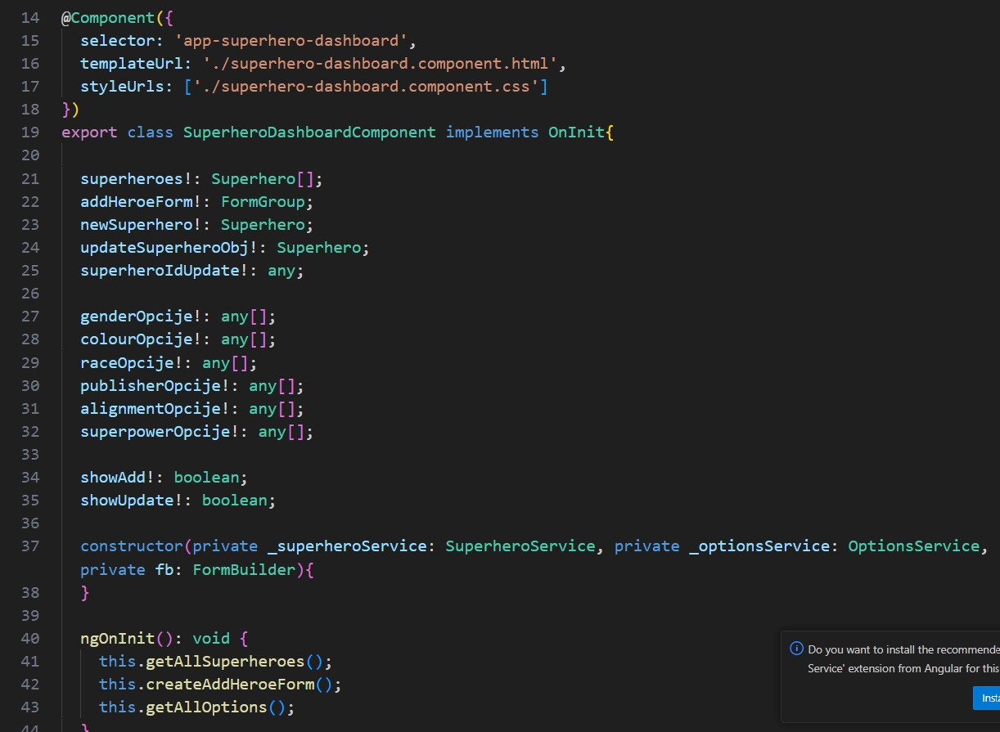 14 @Component({
15   selector: 'app-superhero-dashboard',
16   templateUrl: './superhero-dashboard.component.html',
17   styleUrls: ['./superhero-dashboard.component.css']
18 })
19 export class SuperheroDashboardComponent implements OnInit{
20
21   superheroes!: Superhero[];
22   addHeroeForm!: FormGroup;
23   newSuperhero!: Superhero;
24   updateSuperheroObj!: Superhero;
25   superheroIdUpdate!: any;
26
27   genderOpcije!: any[];
28   colourOpcije!: any[];
29   raceOpcije!: any[];
30   publisherOpcije!: any[];
31   alignmentOpcije!: any[];
32   superpowerOpcije!: any[];
33
34   showAdd!: boolean;
35   showUpdate!: boolean;
36
37   constructor(private _superheroService: SuperheroService, private _optionsService: OptionsService,
  private fb: FormBuilder){
38   }
39
40   ngOnInit(): void {
41     this.getAllSuperheroes();
42     this.createAddHeroeForm();
43     this.getAllOptions();
44   }
Do you want to install the recommende
Service' extension from Angular for this
Insta